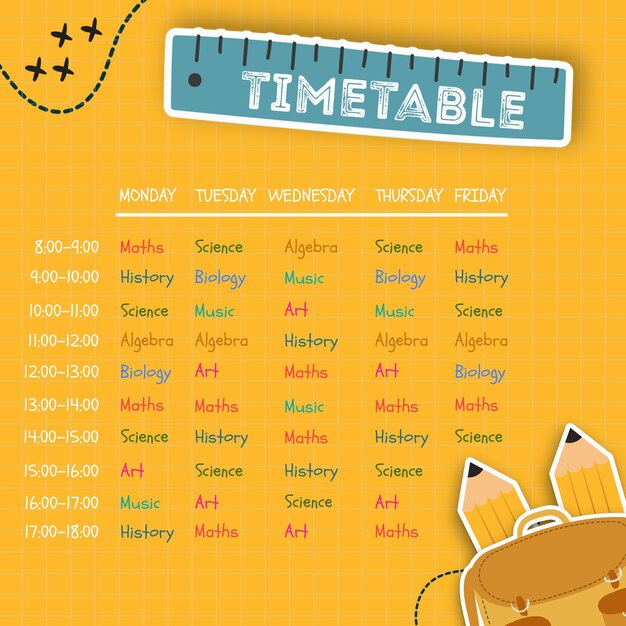 TIMETABLE
MONDAY TUESDAY WEDNESDAY THURSDAY FRIDAY
8:00-9:00 Maths Science Algebra Science Maths
9:00-10:00 History Biology Music Biology History
10:00-11:00 Science Music Art Music Science
11:00-12:00 Algebra Algebra History Algebra Algebra
12:00-13:00 Biology Art Maths Art Biology
13:00-14:00 Maths Maths Music Maths Maths
14:00-15:00 Science History Maths History Science
15:00-16:00 Art Science History Science
16:00-17:00 Music Art Science Art
17:00-18:00 History Maths Art Maths